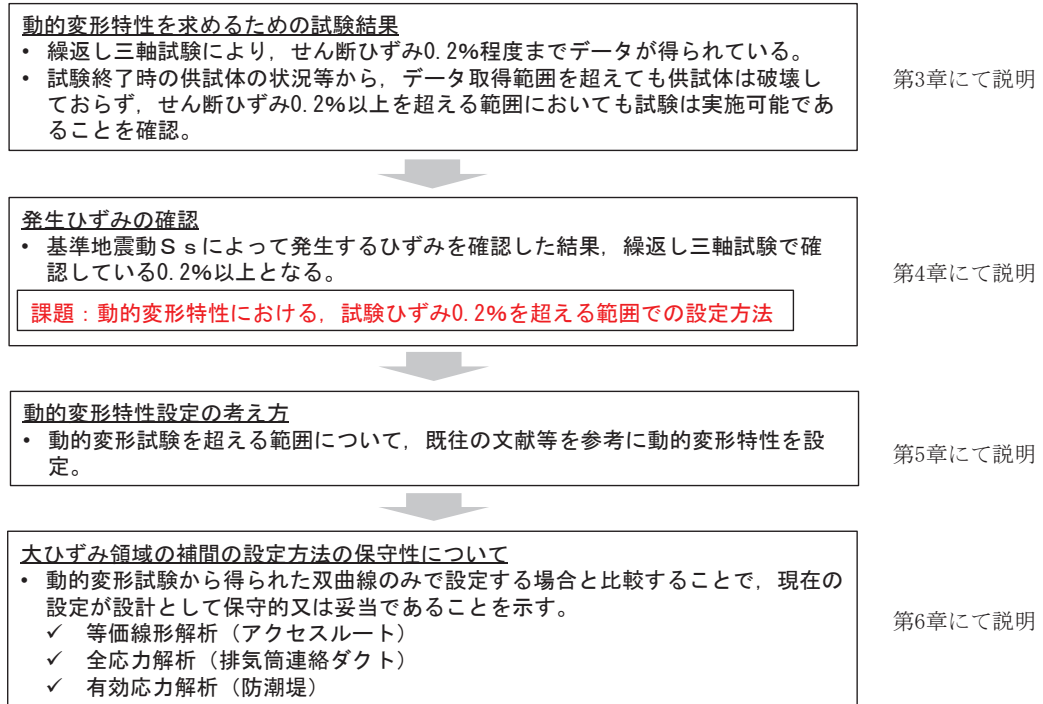 動的変形特性を求めるための試験結果
• 繰返し三軸試験により，せん断ひずみ0.2%程度までデータが得られている。
• 試験終了時の供試体の状況等から，データ取得範囲を超えても供試体は破壊し
ておらず，せん断ひずみ0.2%以上を超える範囲においても試験は実施可能であ
ることを確認。
第3章にて説明
発生ひずみの確認
• 基準地震動Ｓｓによって発生するひずみを確認した結果，繰返し三軸試験で確
認している0.2%以上となる。
課題：動的変形特性における，試験ひずみ0.2%を超える範囲での設定方法
第4章にて説明
動的変形特性設定の考え方
• 動的変形試験を超える範囲について，既往の文献等を参考に動的変形特性を設
定。
第5章にて説明
大ひずみ領域の補間の設定方法の保守性について
• 動的変形試験から得られた双曲線のみで設定する場合と比較することで，現在の
設定が設計として保守的又は妥当であることを示す。
✓ 等価線形解析（アクセスルート）
✓ 全応力解析（排気筒連絡ダクト）
✓ 有効応力解析（防潮堤）
第6章にて説明